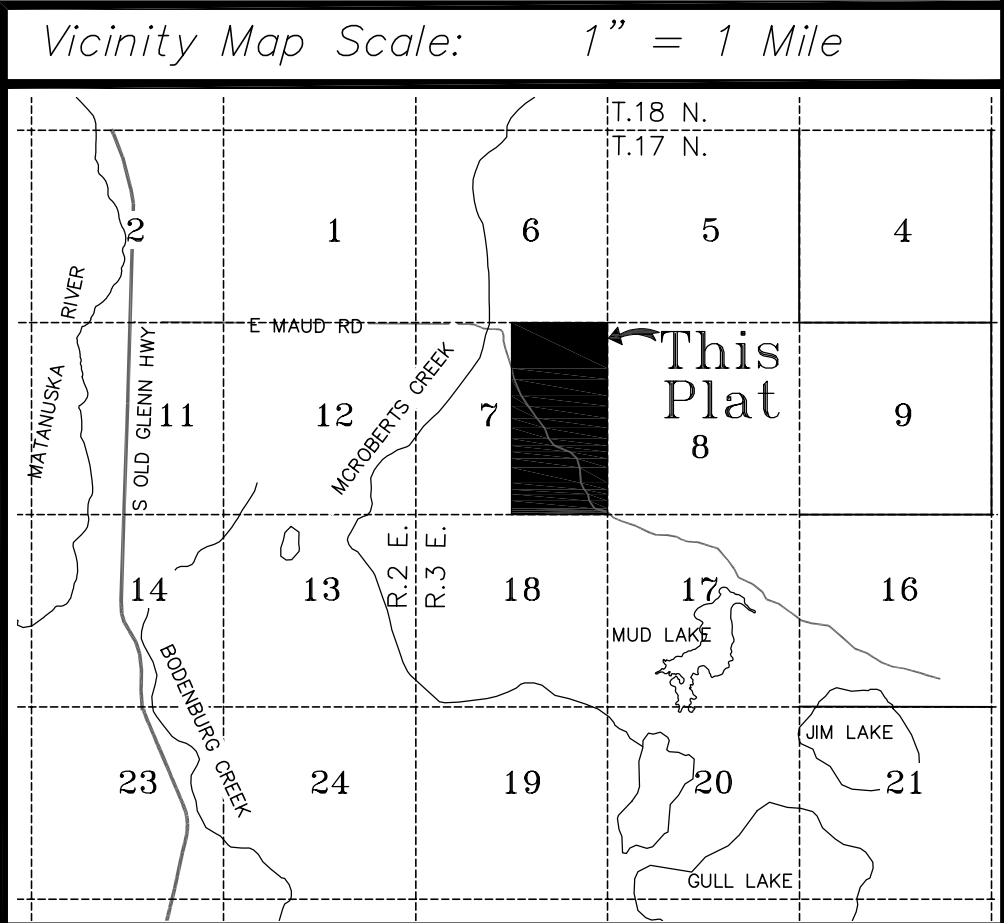 Vicinity Map Scale: 1" = 1 Mile
T.18 N.
T.17 N.
2
1
6
5
4
MATANUSKA RIVER
S OLD GLENN HWY
E MAUD RD
MCROBERTS CREEK
This
Plat
11
12
7
8
9
R.2 E.
R.3 E.
14
13
18
17
16
MUD LAKE
BODENBURG CREEK
JIM LAKE
23
24
19
20
21
GULL LAKE